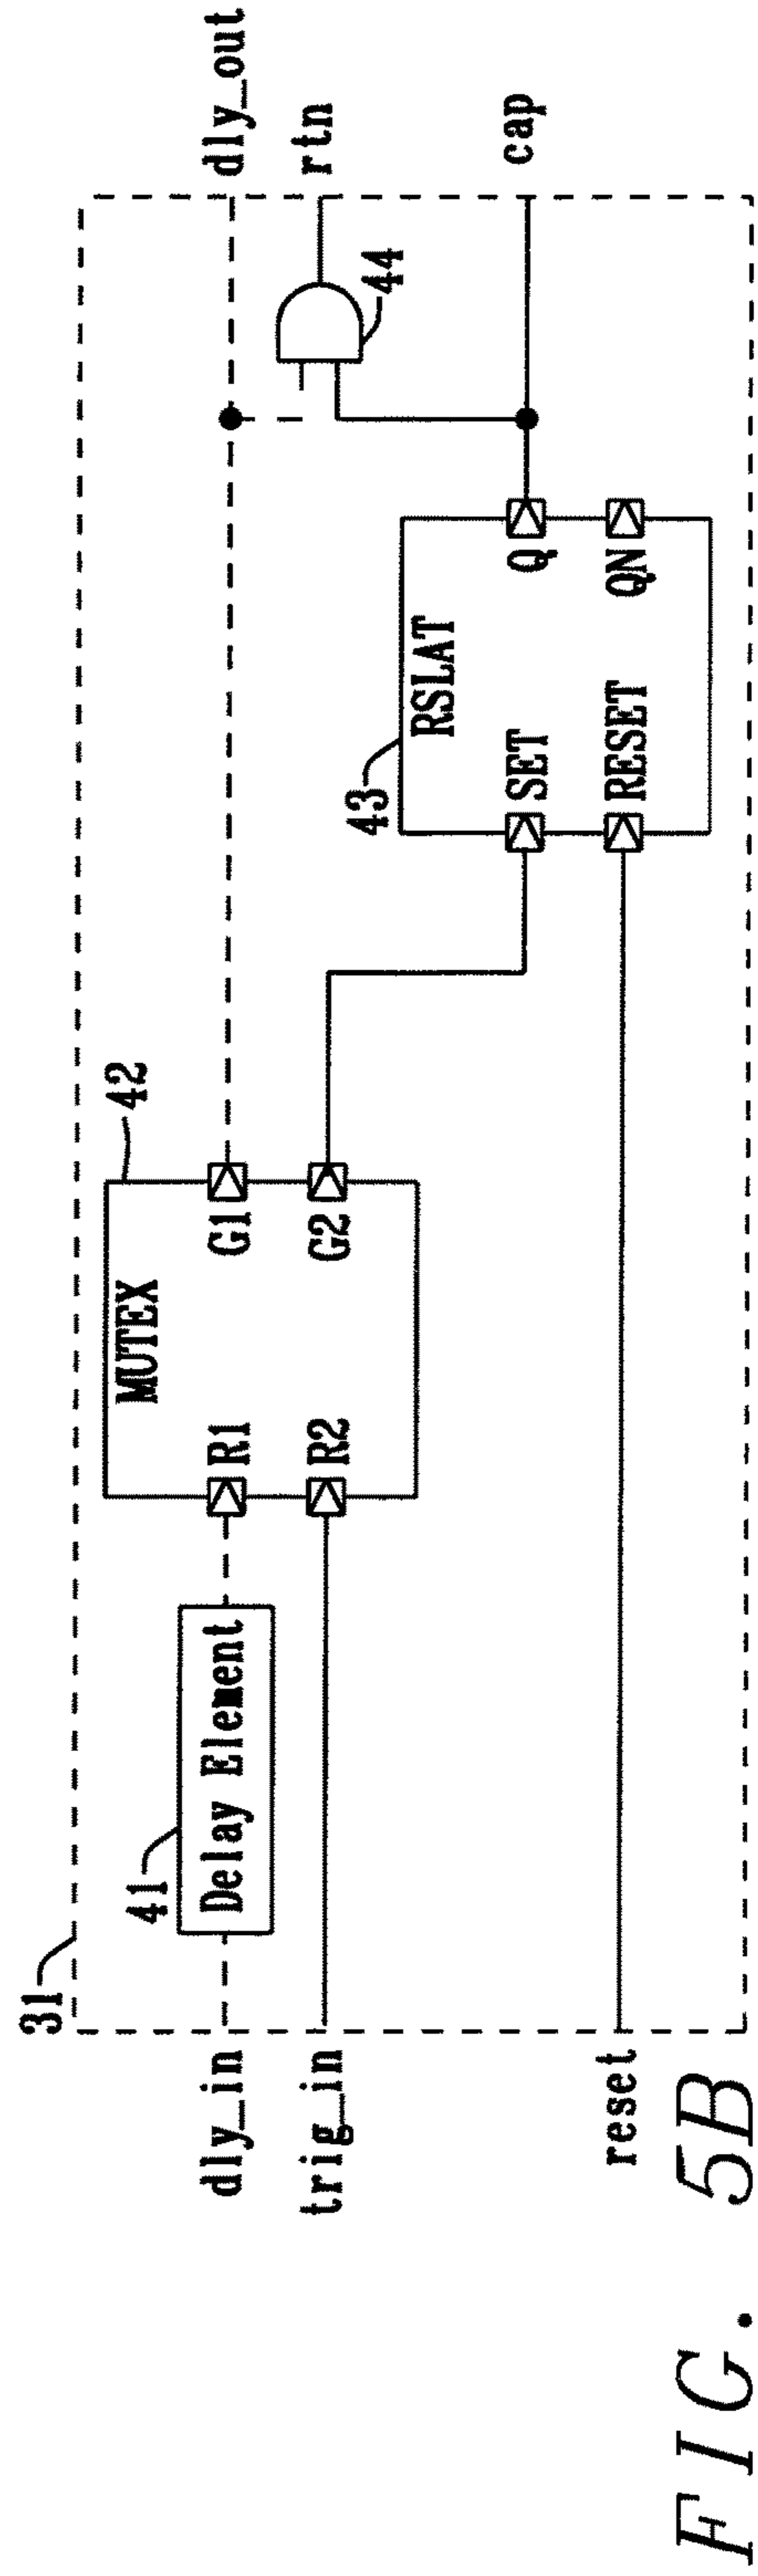 31
41
42
dly_in
Delay Element
R1
MUTEX
G1
dly_out
trig_in
R2
G2
rtn
44
43
RSLAT
SET
Q
cap
reset
RESET
QN
FIG. 5B